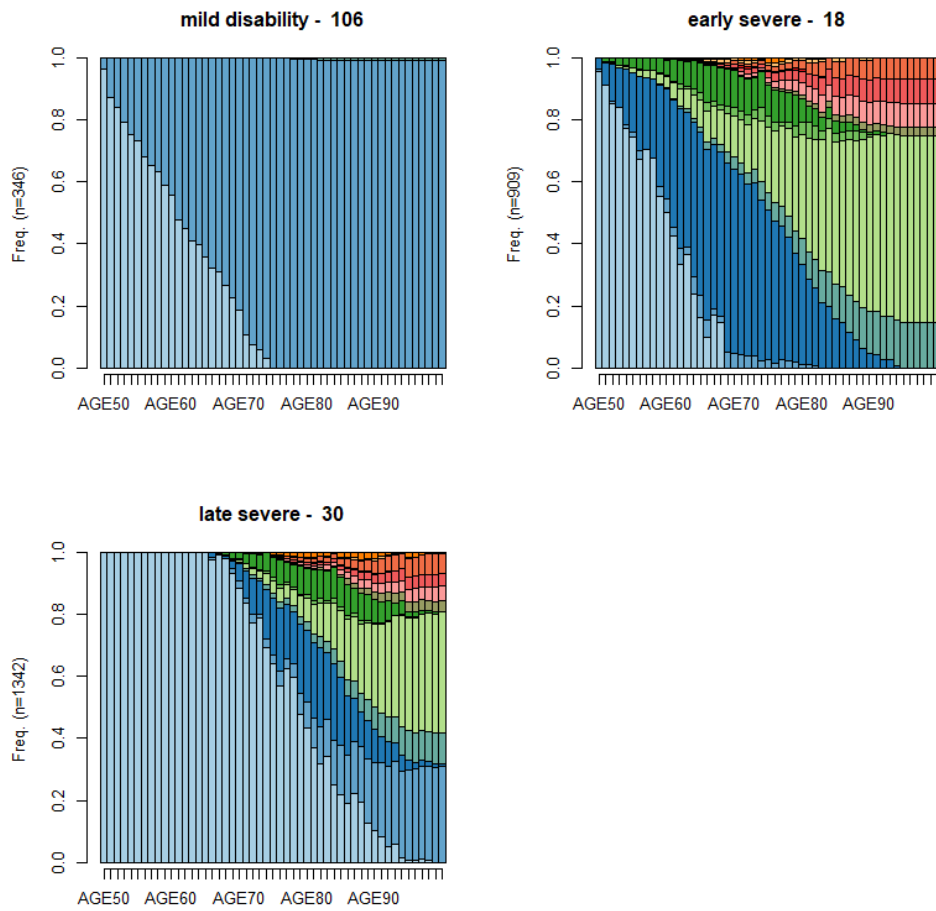 mild disability - 106
Freq. (n=346)
0.0 0.2 0.4 0.6 0.8 1.0
AGE50 AGE60 AGE70 AGE80 AGE90
early severe - 18
Freq. (n=909)
0.0 0.2 0.4 0.6 0.8 1.0
AGE50 AGE60 AGE70 AGE80 AGE90
late severe - 30
Freq. (n=1342)
0.0 0.2 0.4 0.6 0.8 1.0
AGE50 AGE60 AGE70 AGE80 AGE90